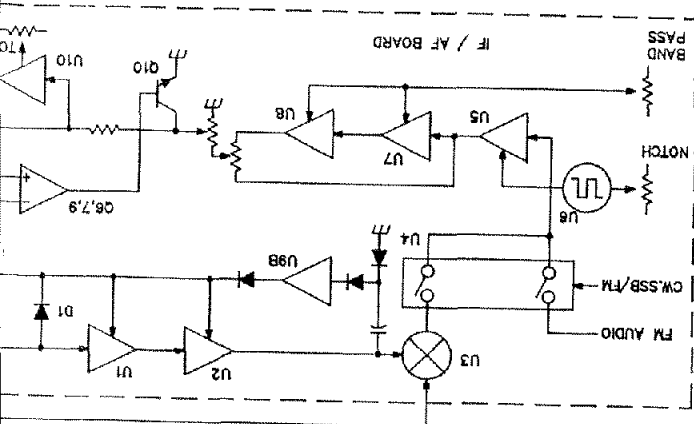 U3
U2
U1
FM AUDIO
D1
CW.SSB/FM
U9B
U4
U6
Q6,7,9
NOTCH
U7
U5
U8
Q10
U10
BAND
PASS
IF / AF BOARD